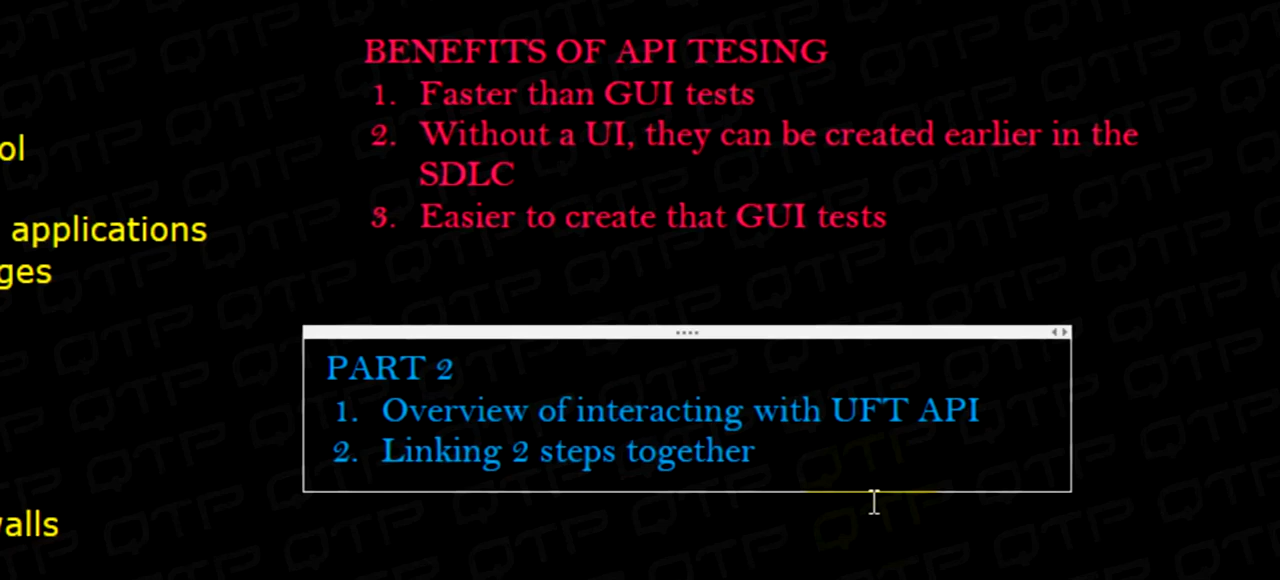 BENEFITS OF API TESING
1. Faster than GUI tests
2. Without a UI, they can be created earlier in the
SDLC
3. Easier to create that GUI tests
ol
applications
ges
PART 2
1. Overview of interacting with UFT API
2. Linking 2 steps together
valls
QTP